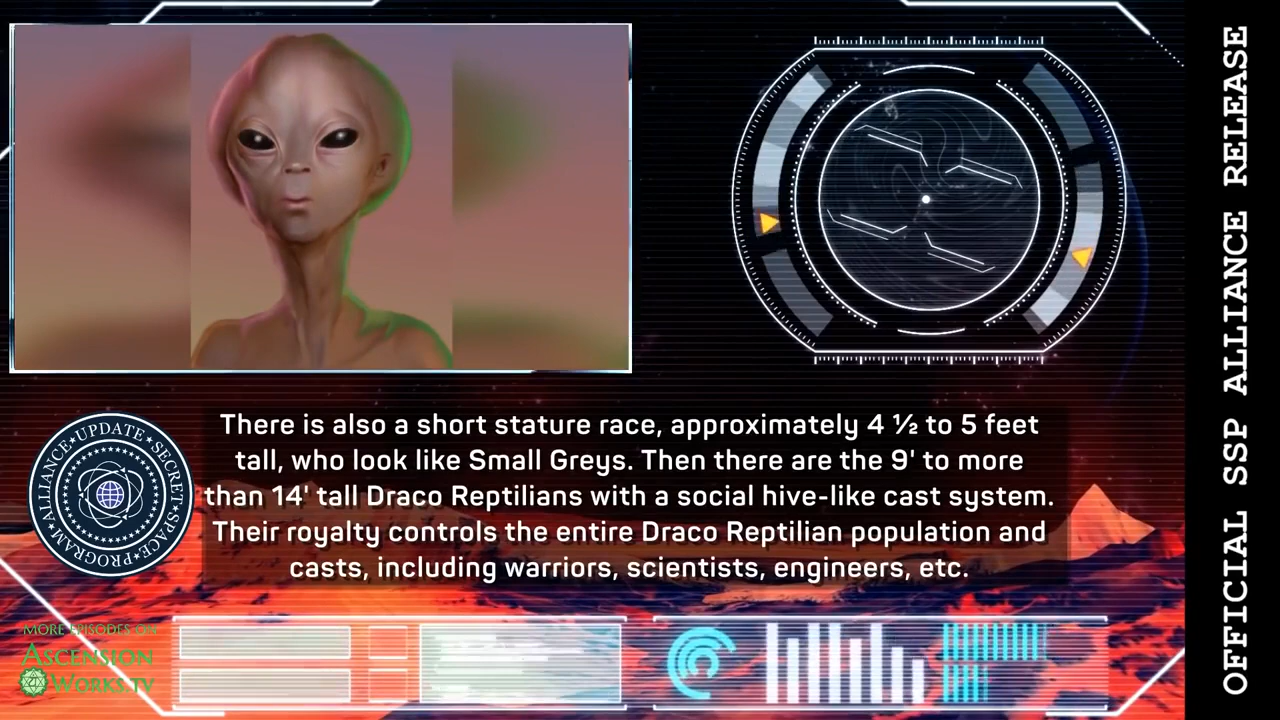 There is also a short stature race, approximately 4 ½ to 5 feet
tall, who look like Small Greys. Then there are the 9' to more
than 14' tall Draco Reptilians with a social hive-like cast system.
Their royalty controls the entire Draco Reptilian population and
casts, including warriors, scientists, engineers, etc.
ALLIANCE★UPDATE★SECRET★SPACE★PROGRAM★
MORE EPISODES ON
ASCENSION
WORKS.TV
OFFICIAL SSP ALLIANCE RELEASE